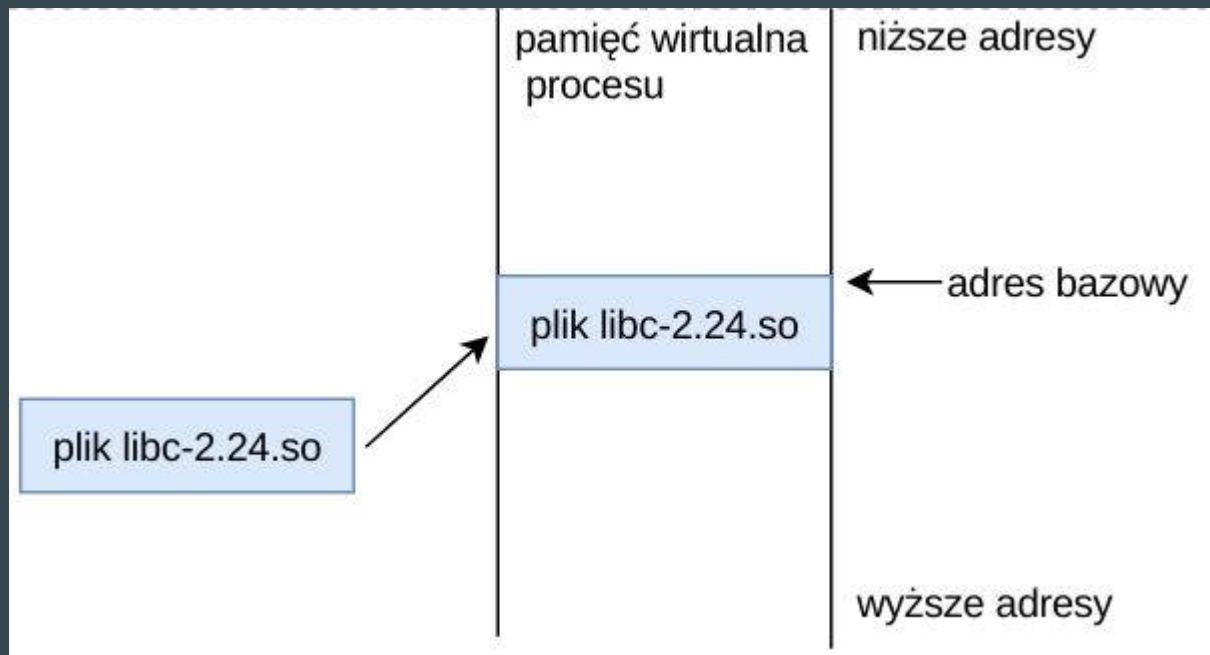 pamięć wirtualna
procesu
niższe adresy
adres bazowy
plik libc-2.24.so
plik libc-2.24.so
wyższe adresy